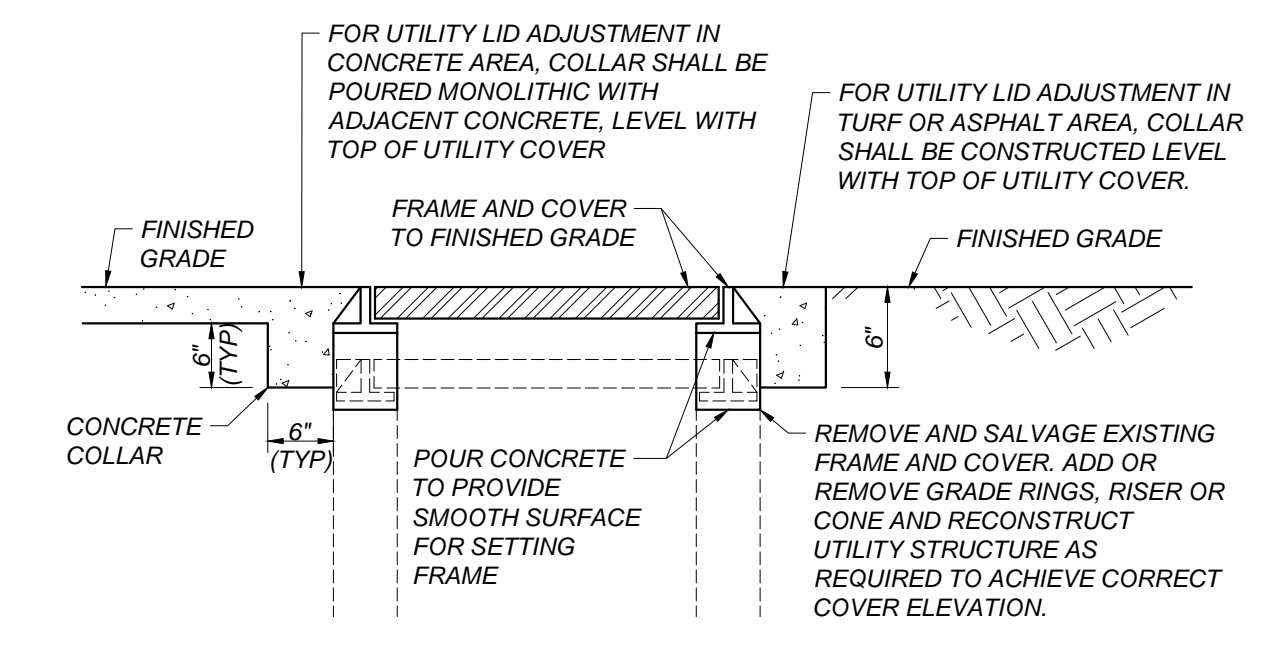 FOR UTILITY LID ADJUSTMENT IN
CONCRETE AREA, COLLAR SHALL BE
POURED MONOLITHIC WITH
ADJACENT CONCRETE, LEVEL WITH
TOP OF UTILITY COVER
FOR UTILITY LID ADJUSTMENT IN
TURF OR ASPHALT AREA, COLLAR
SHALL BE CONSTRUCTED LEVEL
WITH TOP OF UTILITY COVER.
FINISHED
GRADE
FRAME AND COVER
TO FINISHED GRADE
FINISHED GRADE
6"
(TYP)
6"
CONCRETE
COLLAR
6"
(TYP)
POUR CONCRETE
TO PROVIDE
SMOOTH SURFACE
FOR SETTING
FRAME
REMOVE AND SALVAGE EXISTING
FRAME AND COVER. ADD OR
REMOVE GRADE RINGS, RISER OR
CONE AND RECONSTRUCT
UTILITY STRUCTURE AS
REQUIRED TO ACHIEVE CORRECT
COVER ELEVATION.